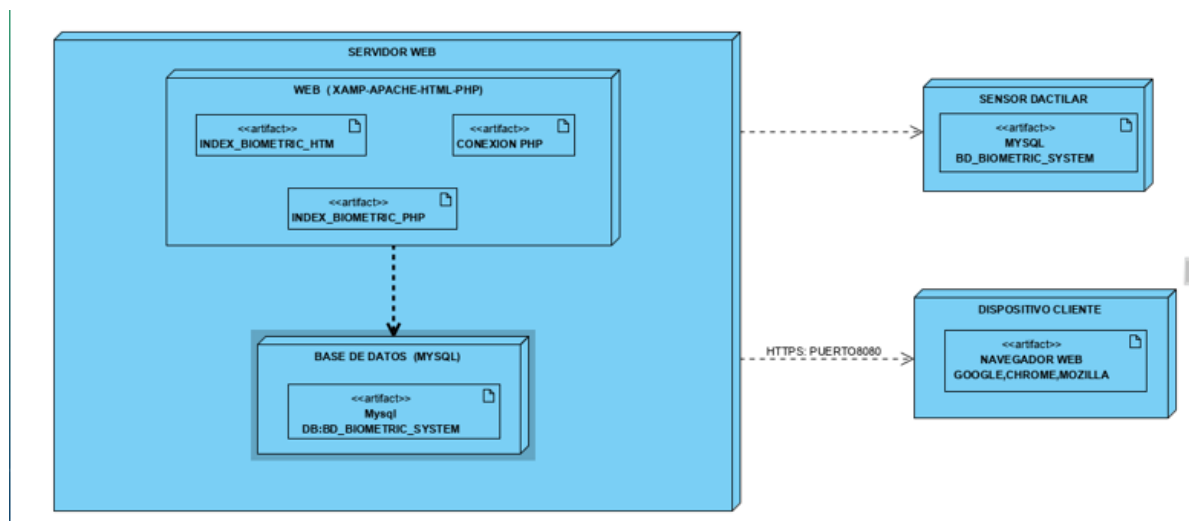 SERVIDOR WEB
WEB (XAMP-APACHE-HTML-PHP)
<<artifact>>
INDEX_BIOMETRIC_HTM
<<artifact>>
CONEXION PHP
<<artifact>>
INDEX_BIOMETRIC_PHP
BASE DE DATOS (MYSQL)
<<artifact>>
Mysql
DB:BD_BIOMETRIC_SYSTEM
SENSOR DACTILAR
<<artifact>>
MYSQL
BD_BIOMETRIC_SYSTEM
HTTPS: PUERTO8080
DISPOSITIVO CLIENTE
<<artifact>>
NAVEGADOR WEB
GOOGLE,CHROME,MOZILLA